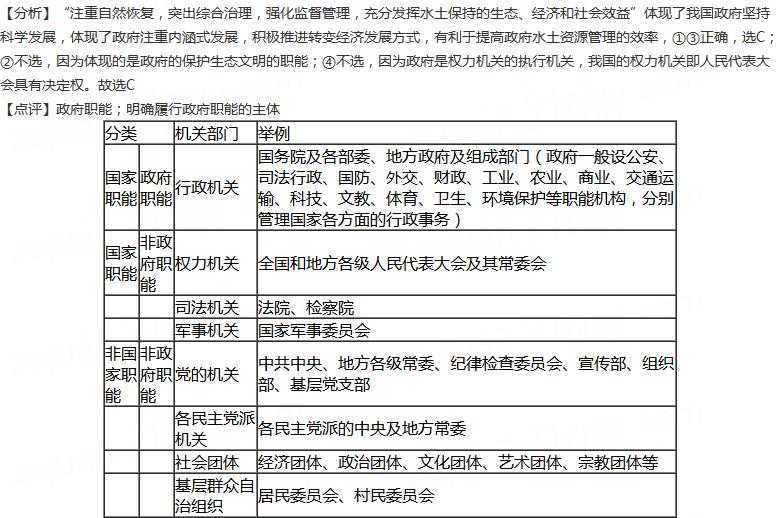 【分析】“注重自然恢复，突出综合治理，强化监督管理，充分发挥水土保持的生态、经济和社会效益”体现了我国政府坚持
科学发展，体现了政府注重内涵式发展，积极推进转变经济发展方式，有利于提高政府水土资源管理的效率，①③正确，选C；
②不选，因为体现的是政府的保护生态文明的职能；④不选，因为政府是权力机关的执行机关，我国的权力机关即人民代表大
会具有决定权。故选C
【点评】政府职能；明确履行政府职能的主体
分类 机关部门 举例
国家职能 政府职能 行政机关 国务院及各部委、地方政府及组成部门（政府一般设公安、
司法行政、国防、外交、财政、工业、农业、商业、交通运
输、科技、文教、体育、卫生、环境保护等职能机构，分别
管理国家各方面的行政事务）
国家职能 非政府职能 权力机关 全国和地方各级人民代表大会及其常委会
司法机关 法院、检察院
军事机关 国家军事委员会
非国家职能 非政府职能 党的机关 中共中央、地方各级常委、纪律检查委员会、宣传部、组织
部、基层党支部
各民主党派机关 各民主党派的中央及地方常委
社会团体 经济团体、政治团体、文化团体、艺术团体、宗教团体等
基层群众自治组织 居民委员会、村民委员会